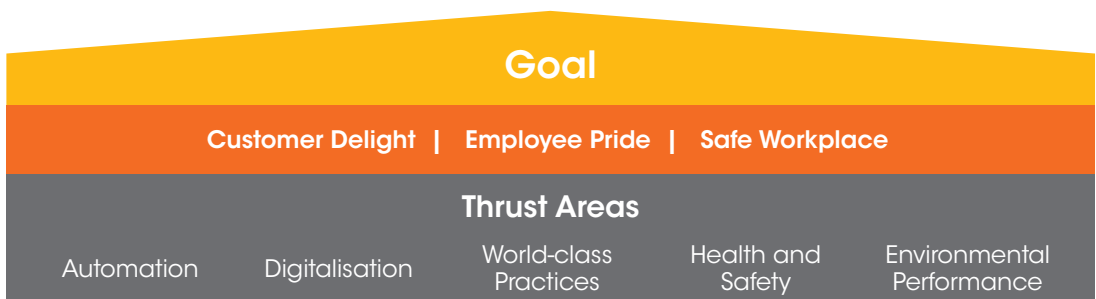 Goal
Customer Delight | Employee Pride | Safe Workplace
Thrust Areas
Automation
Digitalisation
World-class
Practices
Health and
Safety
Environmental
Performance